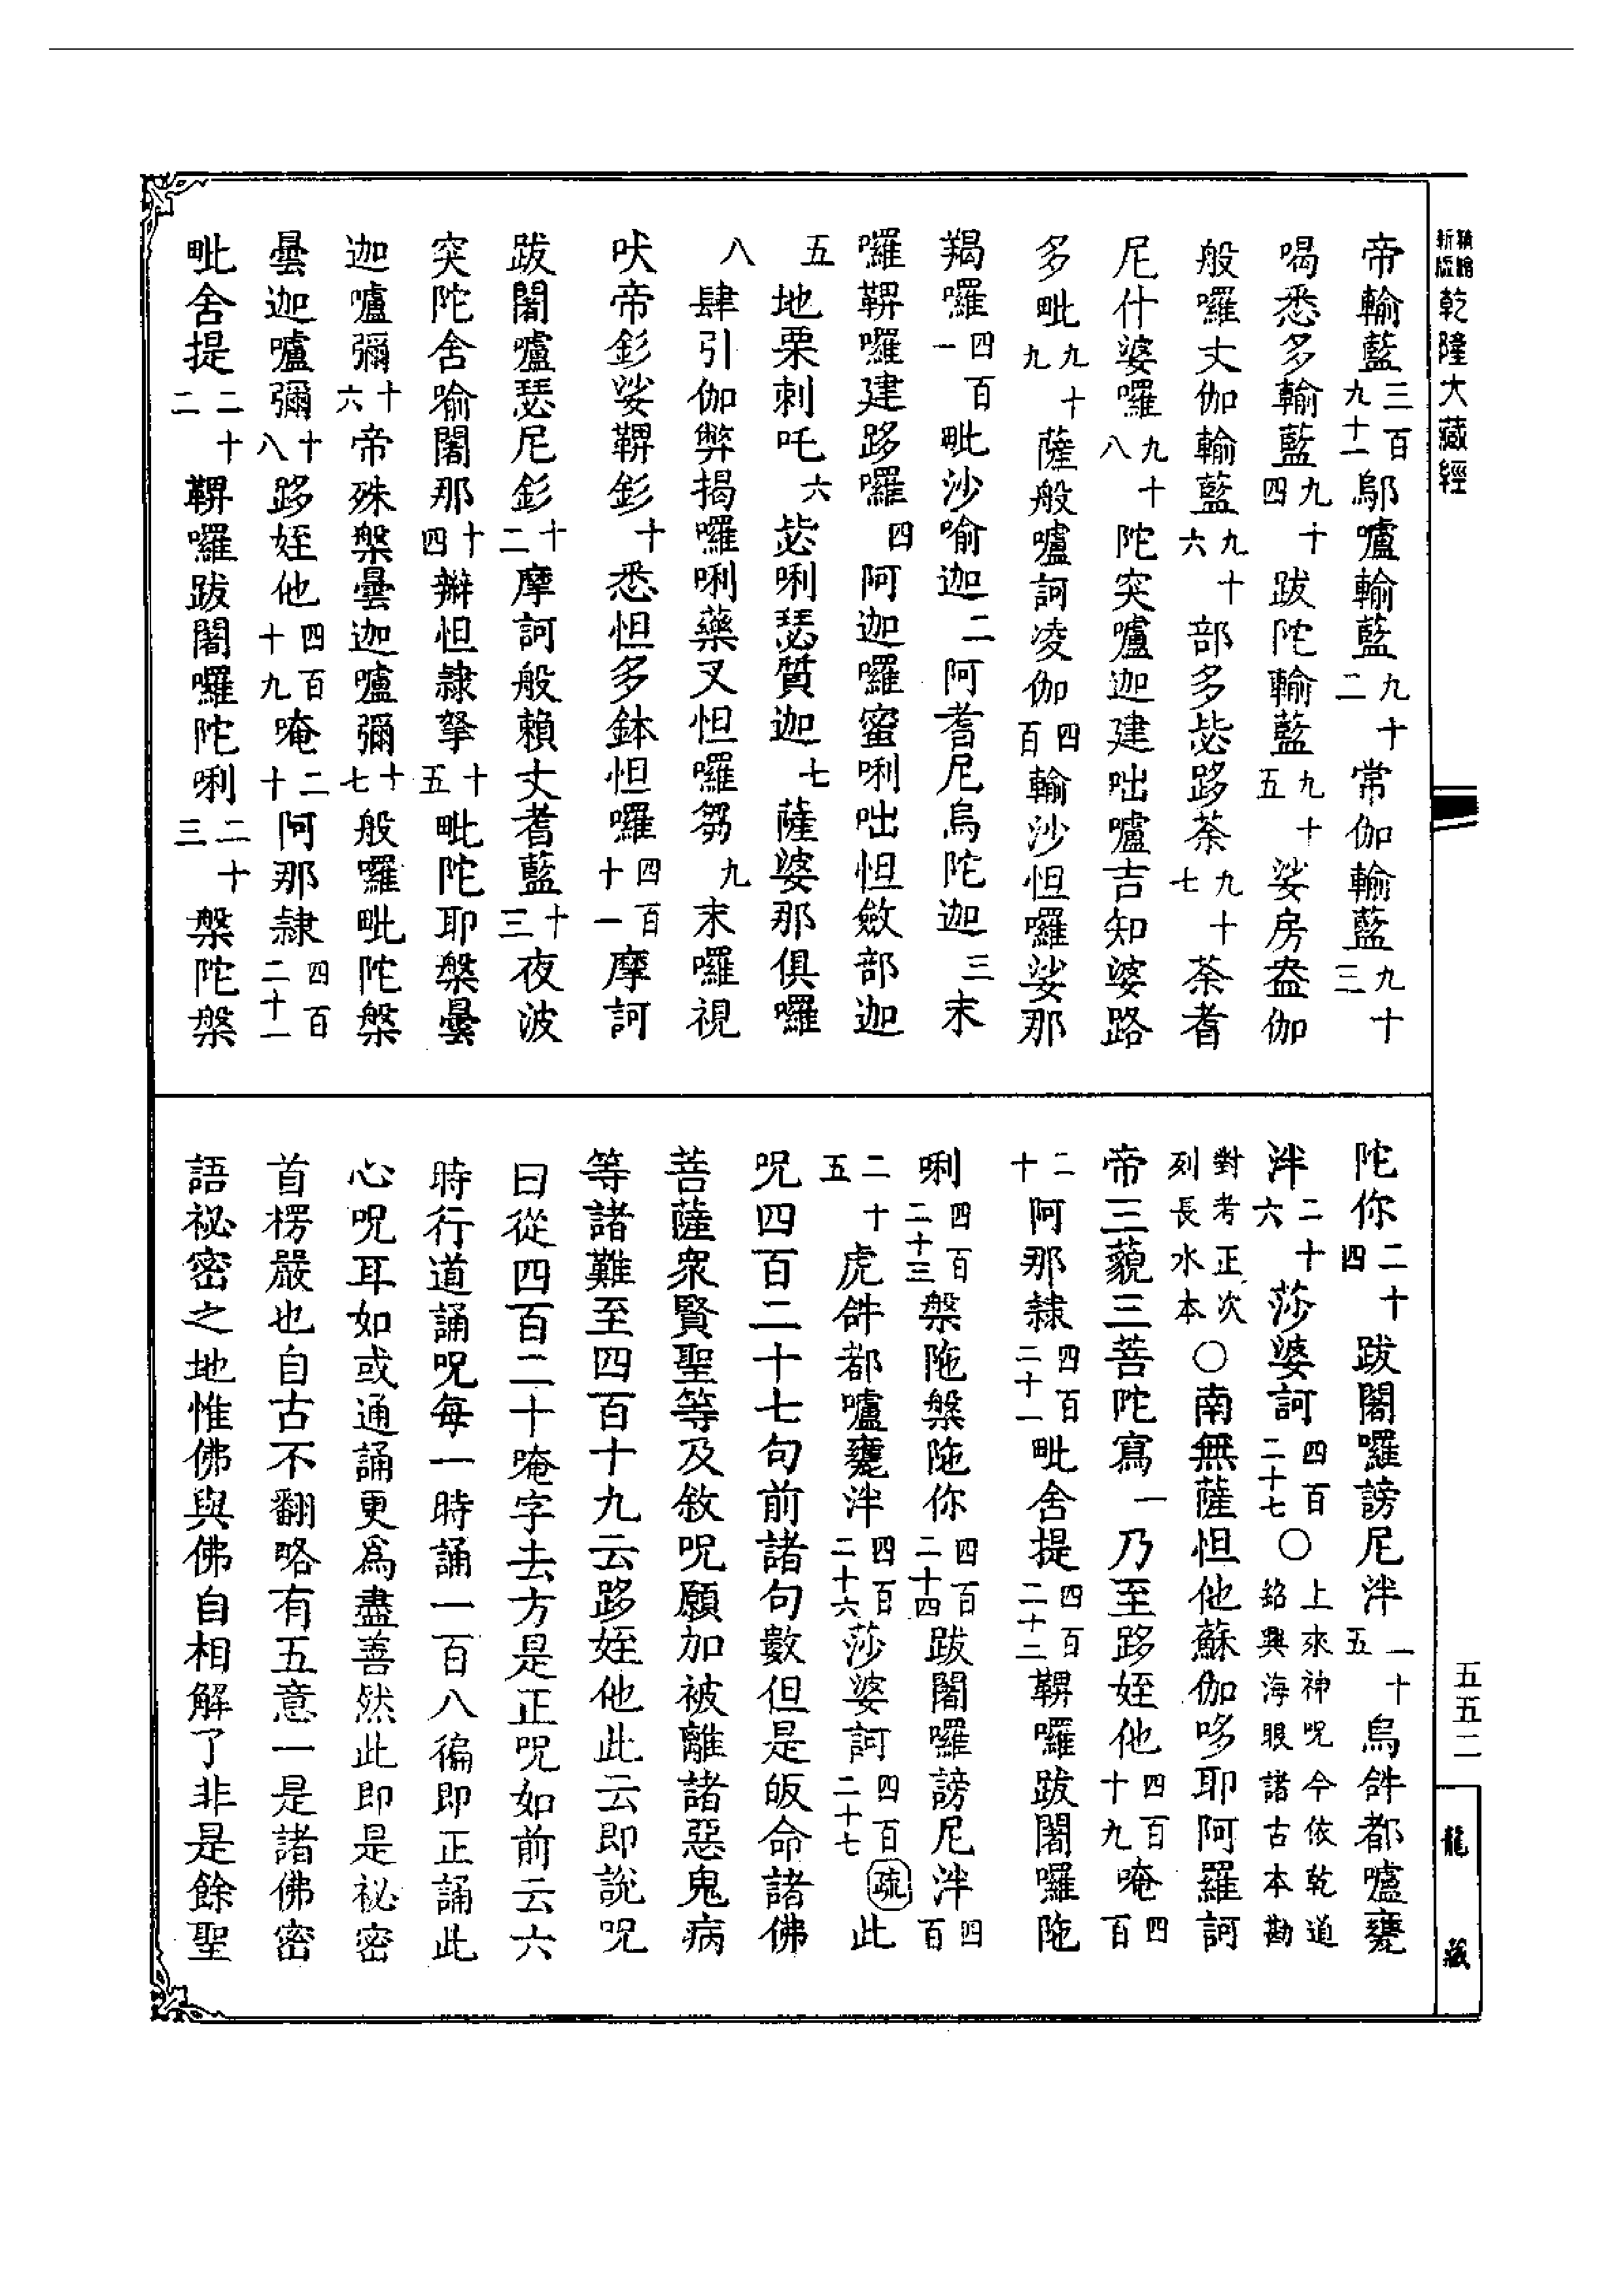 乾隆大藏經
帝輸藍三百九十一鄔嚧輸藍九十二常伽輸藍九十三
喝悉多輸藍九十四跋陀輸藍九十五娑房盎伽
般囉丈伽輸藍九十六部多毖跢荼九十七荼耆
尼什婆囉九十八陀突嚧迦建咄嚧吉知婆路
多毗九十九薩般嚧訶凌伽四百輸沙怛囉娑那
羯囉四百一毗沙喻迦二阿耆尼烏陀迦三末
囉鞞囉建跢囉四阿迦囉蜜唎咄怛斂部迦
五地栗剌吒六毖唎瑟質迦七薩婆那俱囉
八肆引伽弊揭囉唎藥叉怛囉芻九末囉視
吠帝釤娑鞞釤十悉怛多鉢怛囉四百十一摩訶
跋闍嚧瑟尼釤十二摩訶般賴丈耆藍十三夜波
突陀舍喻闍那十四辮怛隷拏十五毗陀耶槃曇
迦嚧彌十六帝殊槃曇迦嚧彌十七般囉毗陀槃
曇迦嚧彌十八跢姪他四百十九唵二十阿那隷四百二十一
毗舍提二十二鞞囉跋闍囉陀唎二十三槃陀槃
陀你二十四跋闍囉謗尼泮一十五烏𤙖都嚧甕
泮二十六莎婆訶四百二十七○上來神呪今依乾道紹興海眼諸古本勘
對考正次列長水本○南無薩怛他蘇伽哆耶阿羅訶
帝三藐三菩陀寫一乃至跢姪他四百十九唵四百
二十阿那隷四百二十一毗舍提四百二十二鞞囉跋闍囉陁
唎四百二十三槃陁槃陁你四百二十四跋闍囉謗尼泮四百
二十五虎𤙖都嚧甕泮四百二十六莎婆訶四百二十七疏此
呪四百二十七句前諸句數但是皈命諸佛
菩薩衆賢聖等及敘呪願加被離諸惡鬼病
等諸難至四百十九云跢姪他此云即說呪
曰從四百二十唵字去方是正呪如前云六
時行道誦呪每一時誦一百八徧即正誦此
心呪耳如或通誦更爲盡善然此即是祕密
首楞嚴也自古不翻略有五意一是諸佛密
語祕密之地惟佛與佛自相解了非是餘聖
五五二
龍藏